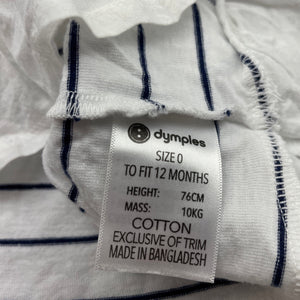 dymples
SIZE 0
TO FIT 12 MONTHS
HEIGHT: 76CM
MASS: 10KG
COTTON
EXCLUSIVE OF TRIM
MADE IN BANGLADESH